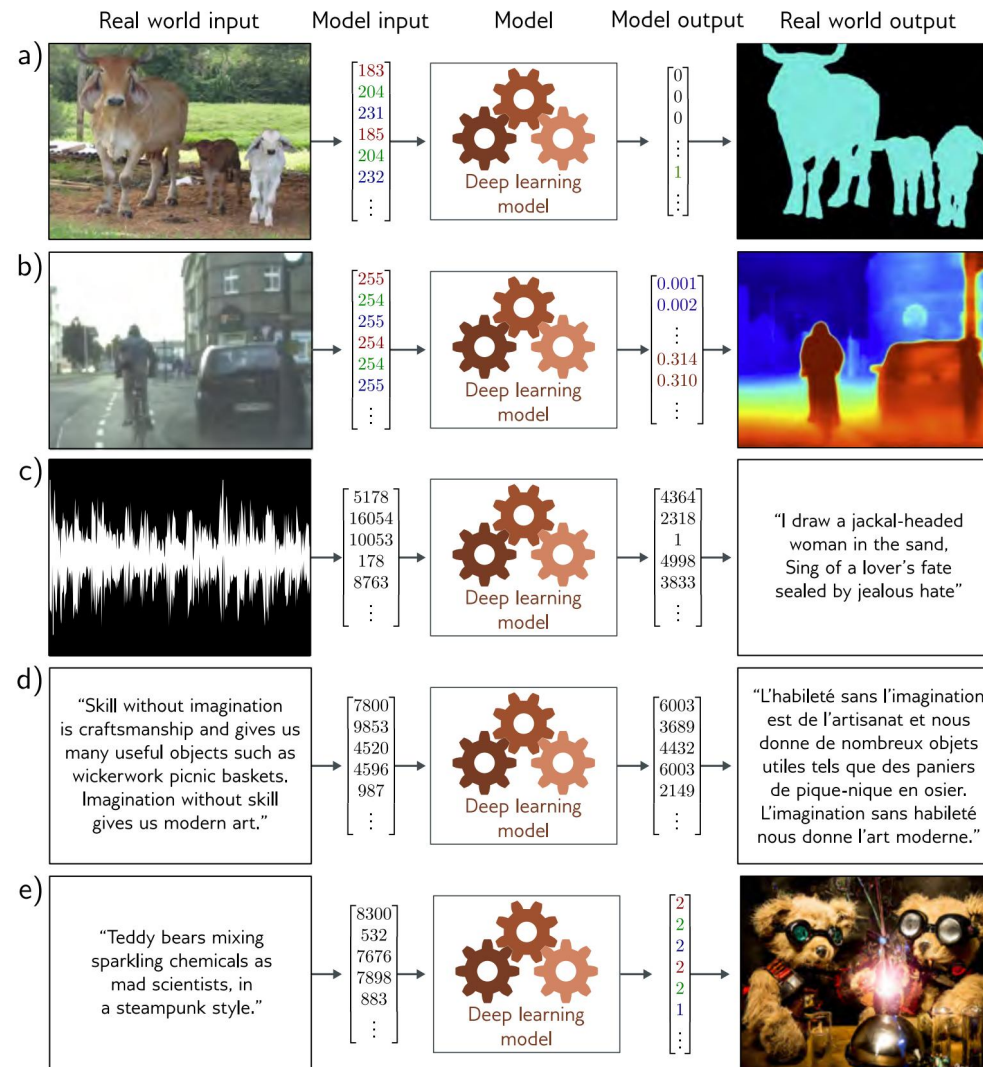 Real world input Model input Model Model output Real world output
a)
183
204
231
185
204
232
⋮
Deep learning
model
0
0
0
⋮
1
⋮
b)
255
254
255
254
254
255
⋮
Deep learning
model
0.001
0.002
⋮
0.314
0.310
⋮
c)
5178
16054
10053
178
8763
⋮
Deep learning
model
4364
2318
1
4998
3833
⋮
“I draw a jackal-headed
woman in the sand,
Sing of a lover’s fate
sealed by jealous hate”
d)
“Skill without imagination
is craftsmanship and gives us
many useful objects such as
wickerwork picnic baskets.
Imagination without skill
gives us modern art.”
7800
9853
4520
4596
987
⋮
Deep learning
model
6003
3689
4432
6003
2149
⋮
“L’habileté sans l’imagination
est de l’artisanat et nous
donne de nombreux objets
utiles tels que des paniers
de pique-nique en osier.
L’imagination sans habileté
nous donne l’art moderne.”
e)
“Teddy bears mixing
sparkling chemicals as
mad scientists, in
a steampunk style.”
8300
532
7676
7898
883
⋮
Deep learning
model
2
2
2
2
2
1
⋮